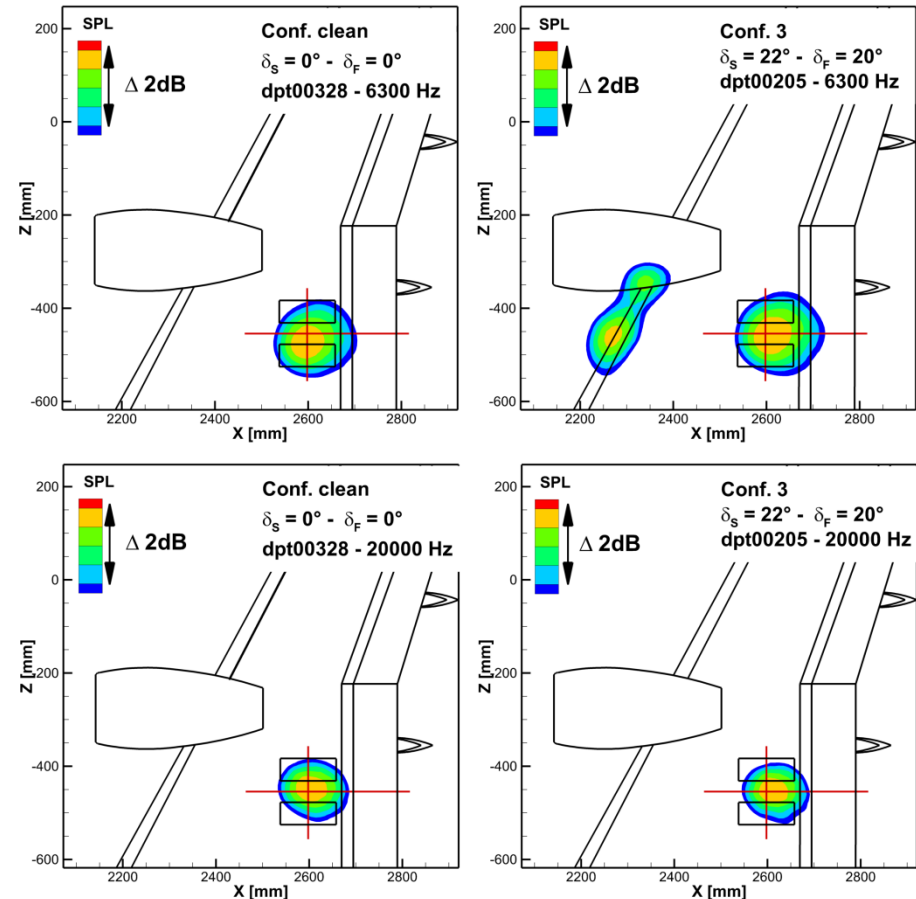 SPL
Δ 2dB
Conf. clean
δS = 0° - δF = 0°
dpt00328 - 6300 Hz
200
0
-200
-400
-600
Z [mm]
2200
2400
2600
2800
X [mm]
SPL
Δ 2dB
Conf. 3
δS = 22° - δF = 20°
dpt00205 - 6300 Hz
200
0
-200
-400
-600
Z [mm]
2200
2400
2600
2800
X [mm]
SPL
Δ 2dB
Conf. clean
δS = 0° - δF = 0°
dpt00328 - 20000 Hz
200
0
-200
-400
-600
Z [mm]
2200
2400
2600
2800
X [mm]
SPL
Δ 2dB
Conf. 3
δS = 22° - δF = 20°
dpt00205 - 20000 Hz
200
0
-200
-400
-600
Z [mm]
2200
2400
2600
2800
X [mm]